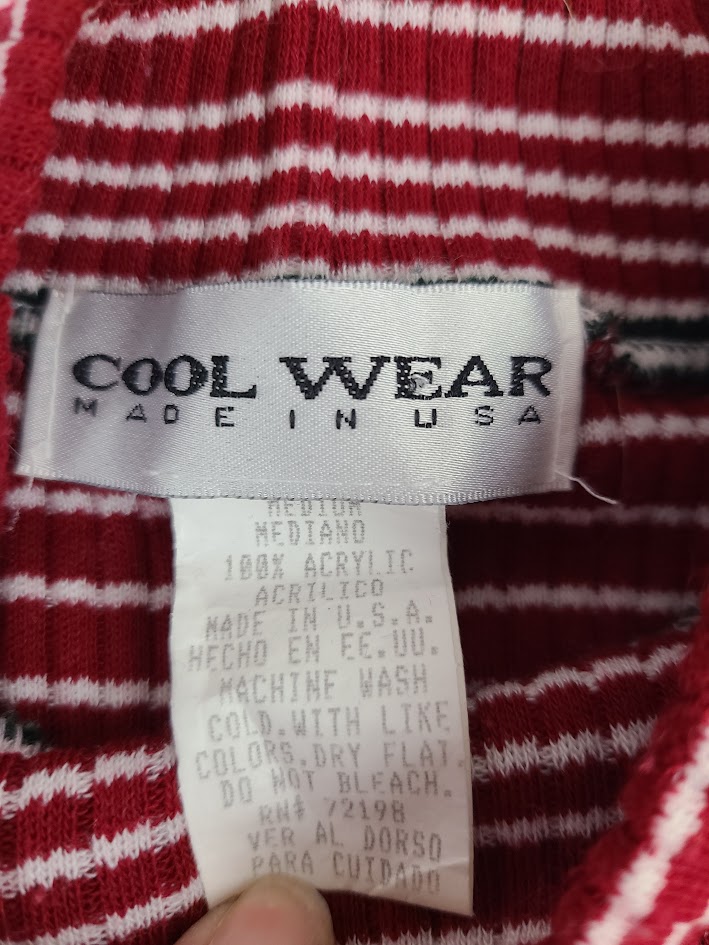 COOL WEAR
MADE IN USA
MEDIUM
MEDIANO
100% ACRYLIC
ACRILICO
MADE IN U.S.A.
HECHO EN EE.UU.
MACHINE WASH
COLD.WITH LIKE
COLORS.DRY FLAT.
DO NOT BLEACH.
RN# 72198
VER AL DORSO
PARA CUIDADO